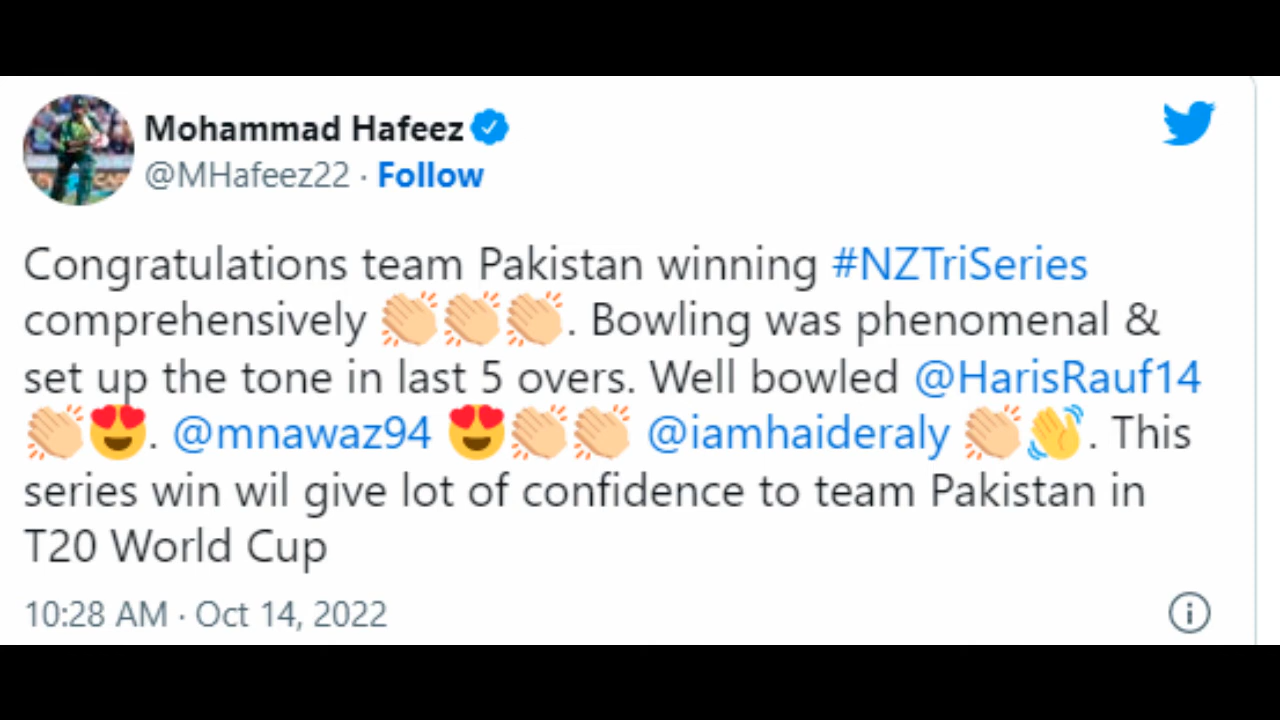 Mohammad Hafeez
@MHafeez22 · Follow
Congratulations team Pakistan winning #NZTriSeries
comprehensively 👏🏻👏🏻👏🏻. Bowling was phenomenal &
set up the tone in last 5 overs. Well bowled @HarisRauf14
👏🏻😍. @mnawaz94 😍👏🏻👏🏻 @iamhaideraly 👏🏻👋. This
series win wil give lot of confidence to team Pakistan in
T20 World Cup
10:28 AM · Oct 14, 2022